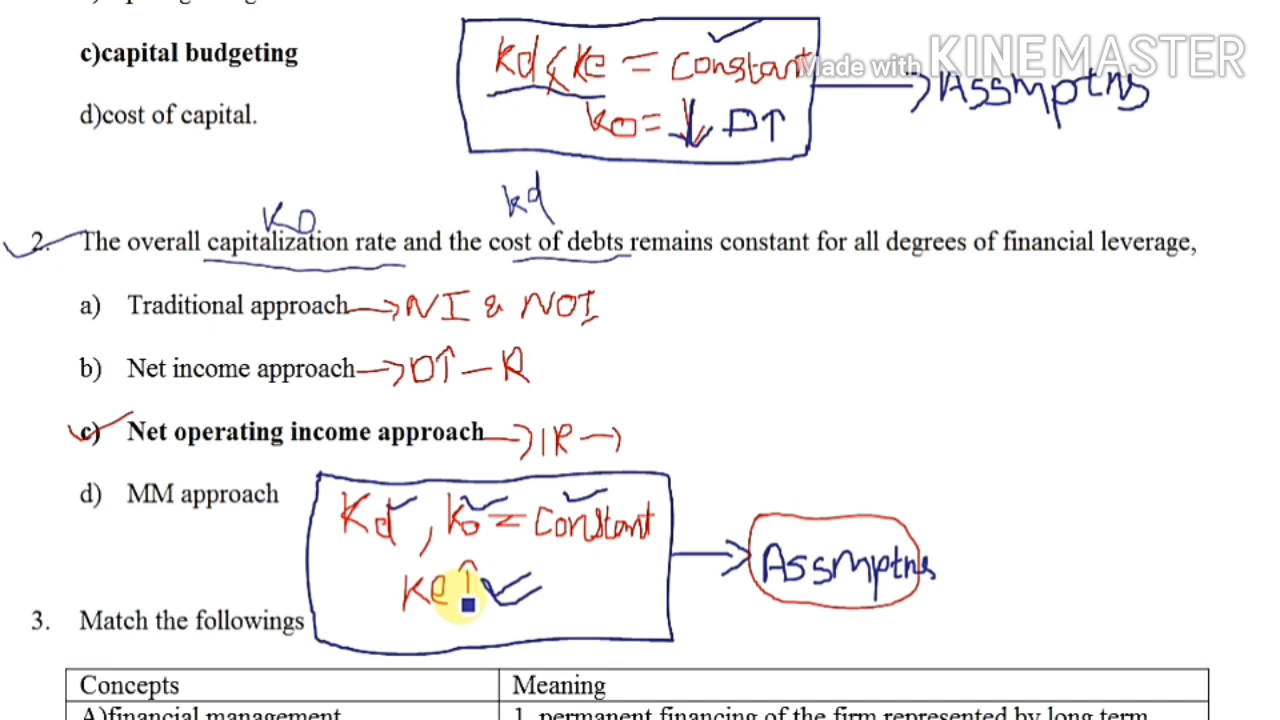 c)capital budgeting
Kd < Ke = Constant
Made with KINEMASTER
Assmptns
d)cost of capital.
KO = ↓ D↑
KO
kd
2. The overall capitalization rate and the cost of debts remains constant for all degrees of financial leverage,
a) Traditional approach → NI & NOI
b) Net income approach → D↑ – R
c) Net operating income approach → IR →
d) MM approach
Kd, Ko = Constant
Assmptns
Ke↑
3. Match the followings
Concepts Meaning
A)financial management 1. permanent financing of the firm represented by long term